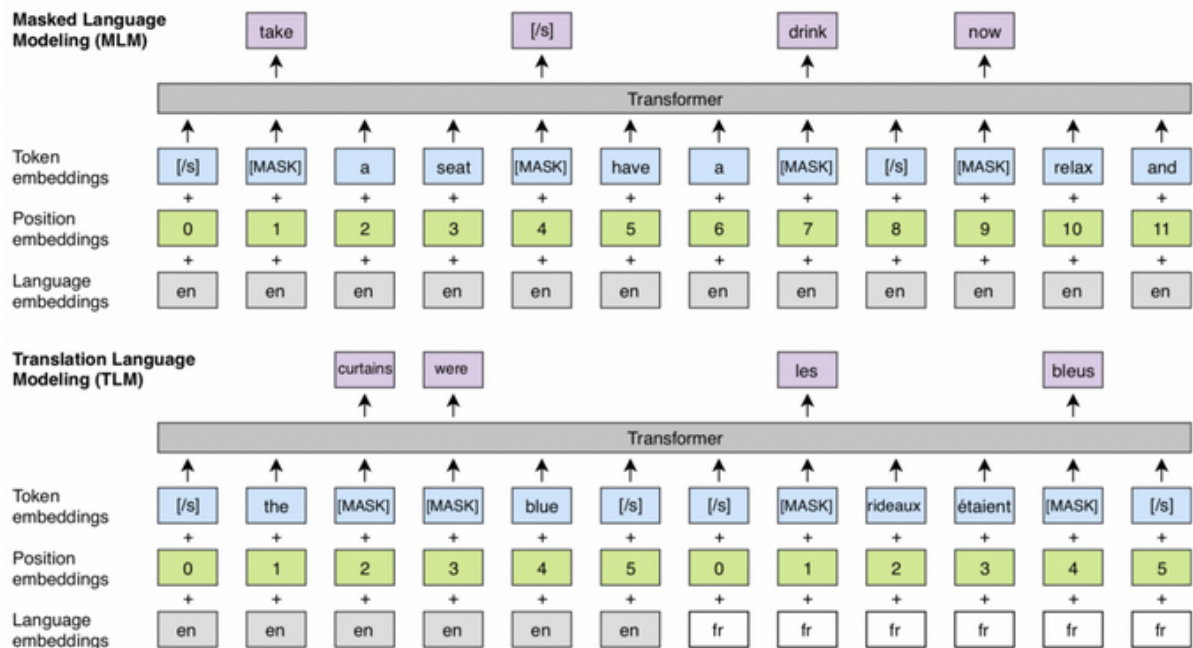 Masked Language
Modeling (MLM)
take [/s] drink now
Transformer
Token
embeddings
[/s] [MASK] a seat [MASK] have a [MASK] [/s] [MASK] relax and
+ + + + + + + + + + + +
Position
embeddings
0 1 2 3 4 5 6 7 8 9 10 11
+ + + + + + + + + + + +
Language
embeddings
en en en en en en en en en en en en
Translation Language
Modeling (TLM)
curtains were les bleus
Transformer
Token
embeddings
[/s] the [MASK] [MASK] blue [/s] [/s] [MASK] rideaux étaient [MASK] [/s]
+ + + + + + + + + + + +
Position
embeddings
0 1 2 3 4 5 0 1 2 3 4 5
+ + + + + + + + + + + +
Language
embeddings
en en en en en en fr fr fr fr fr fr